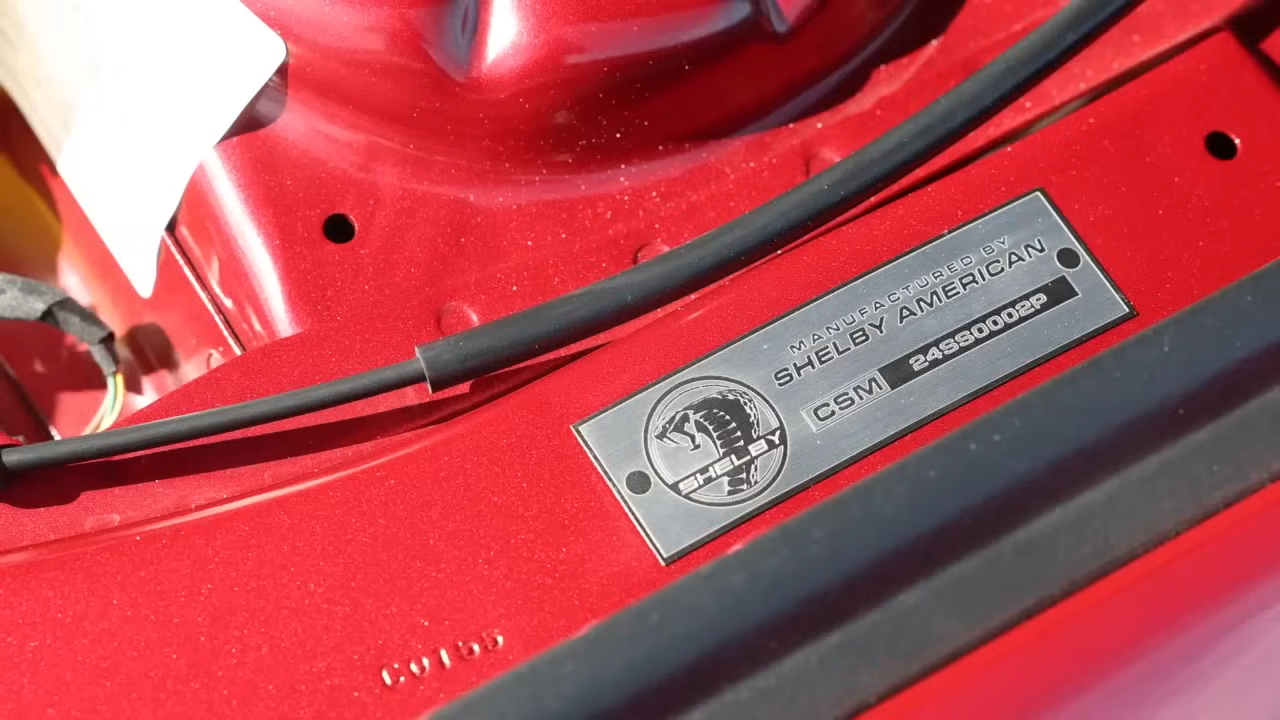 MANUFACTURED BY
SHELBY AMERICAN
CSM 24SS0002P
SHELBY
C0155